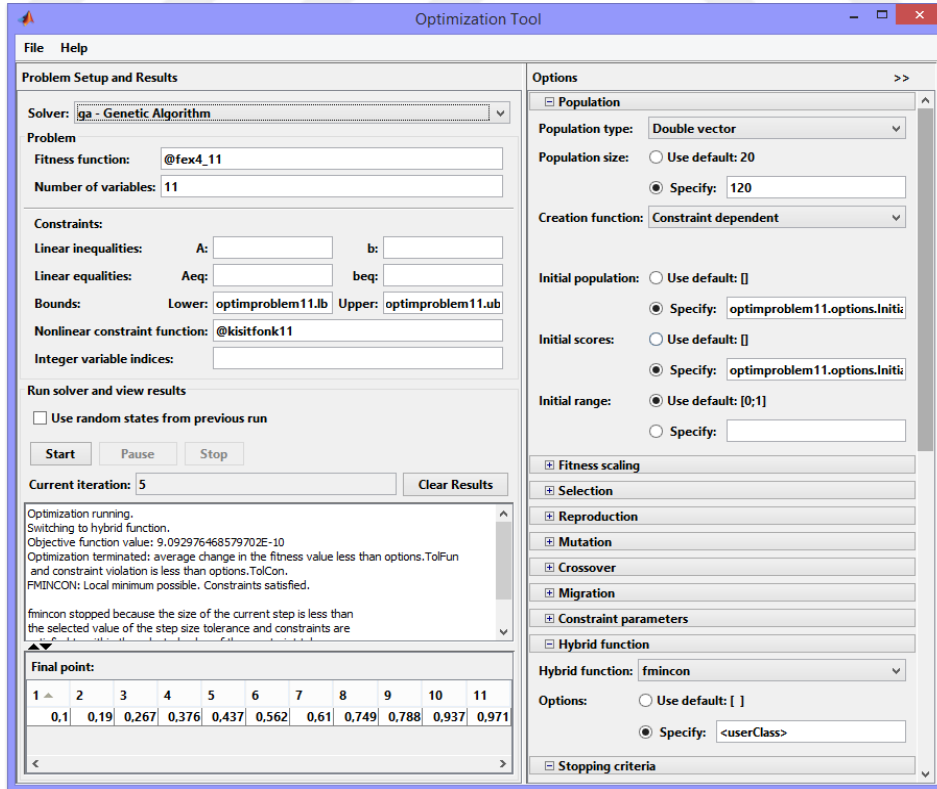 Optimization Tool
File Help
Problem Setup and Results
Solver: ga - Genetic Algorithm
Problem
Fitness function: @fex4_11
Number of variables: 11
Constraints:
Linear inequalities: A: b:
Linear equalities: Aeq: beq:
Bounds: Lower: optimproblem11.lb Upper: optimproblem11.ub
Nonlinear constraint function: @kisitfonk11
Integer variable indices:
Run solver and view results
Use random states from previous run
Start Pause Stop
Current iteration: 5 Clear Results
Optimization running.
Switching to hybrid function.
Objective function value: 9.092976468579702E-10
Optimization terminated: average change in the fitness value less than options.TolFun
and constraint violation is less than options.TolCon.
FMINCON: Local minimum possible. Constraints satisfied.
fmincon stopped because the size of the current step is less than
the selected value of the step size tolerance and constraints are
Final point:
1 2 3 4 5 6 7 8 9 10 11
0,1 0,19 0,267 0,376 0,437 0,562 0,61 0,749 0,788 0,937 0,971
Options >>
Population
Population type: Double vector
Population size: Use default: 20
Specify: 120
Creation function: Constraint dependent
Initial population: Use default: []
Specify: optimproblem11.options.Initia
Initial scores: Use default: []
Specify: optimproblem11.options.Initia
Initial range: Use default: [0;1]
Specify:
Fitness scaling
Selection
Reproduction
Mutation
Crossover
Migration
Constraint parameters
Hybrid function
Hybrid function: fmincon
Options: Use default: [ ]
Specify: <userClass>
Stopping criteria